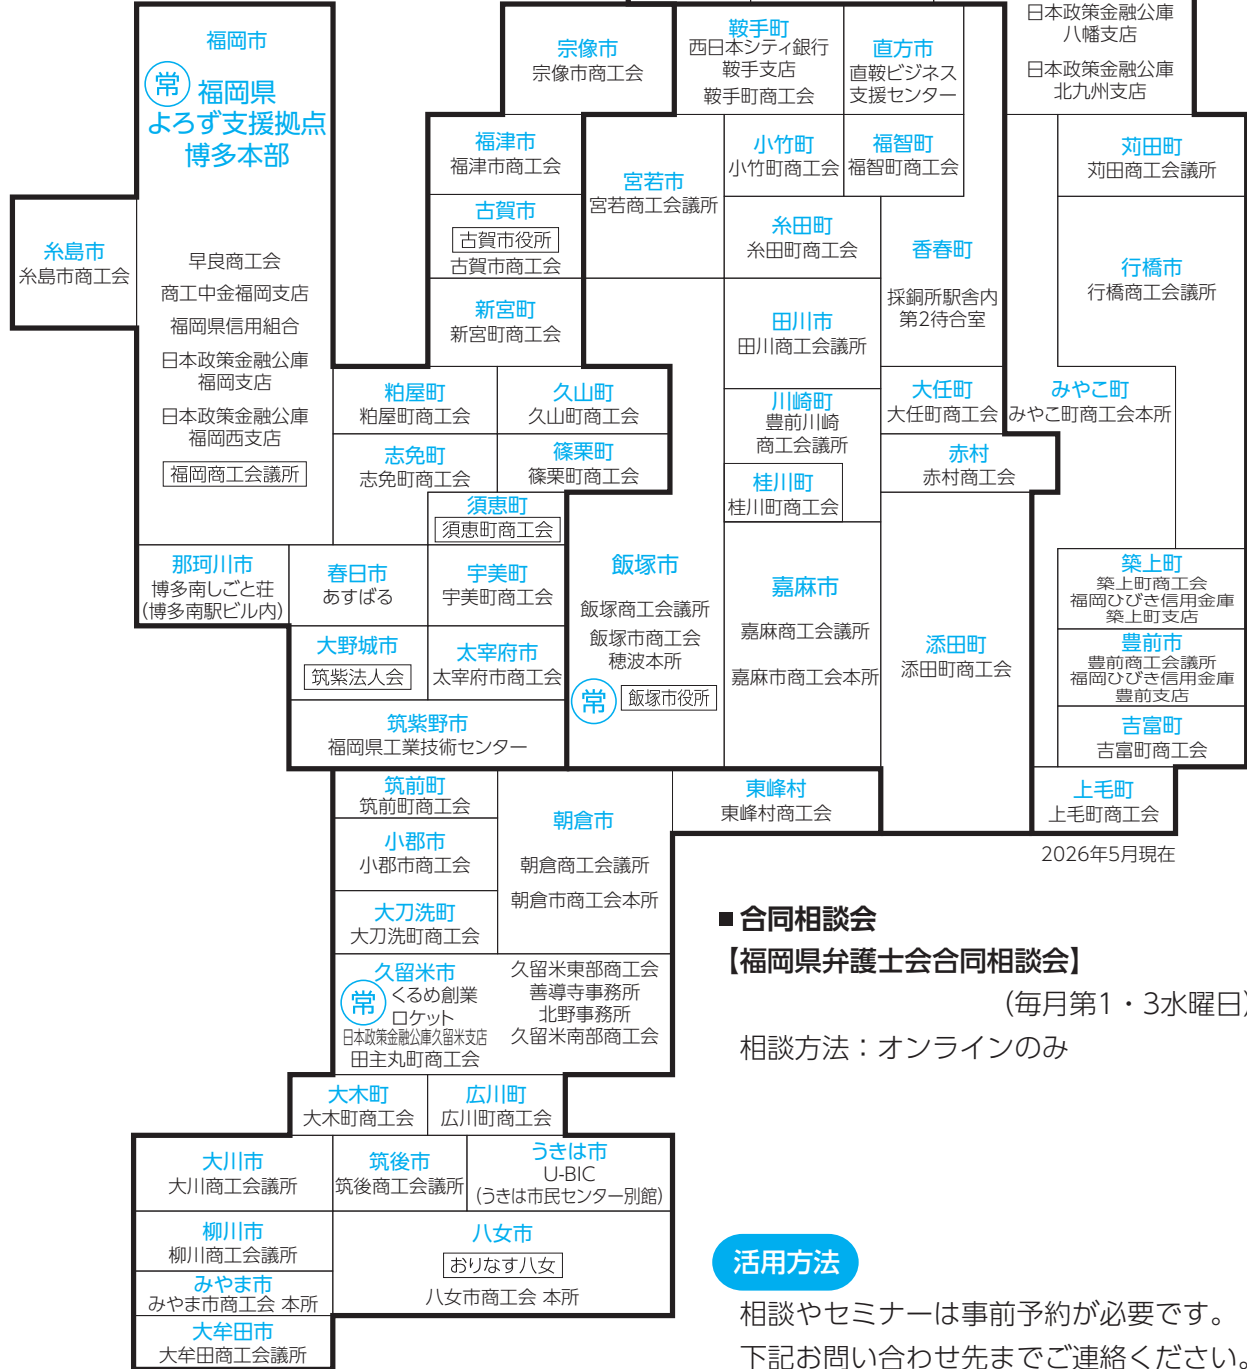 日本政策金融公庫
八幡支店
日本政策金融公庫
北九州支店
福岡市
常
福岡県
よろず支援拠点
博多本部
早良商工会
商工中金福岡支店
福岡県信用組合
日本政策金融公庫
福岡支店
日本政策金融公庫
福岡西支店
福岡商工会議所
糸島市
糸島市商工会
宗像市
宗像市商工会
鞍手町
西日本シティ銀行
鞍手支店
鞍手町商工会
直方市
直鞍ビジネス
支援センター
福津市
福津市商工会
宮若市
宮若商工会議所
小竹町
小竹町商工会
福智町
福智町商工会
苅田町
苅田商工会議所
古賀市
古賀市役所
古賀市商工会
糸田町
糸田町商工会
香春町
採銅所駅舎内
第2待合室
行橋市
行橋商工会議所
新宮町
新宮町商工会
田川市
田川商工会議所
粕屋町
粕屋町商工会
久山町
久山町商工会
川崎町
豊前川崎
商工会議所
大任町
大任町商工会
みやこ町
みやこ町商工会本所
志免町
志免町商工会
篠栗町
篠栗町商工会
桂川町
桂川町商工会
赤村
赤村商工会
須恵町
須恵町商工会
那珂川市
博多南しごと荘
(博多南駅ビル内)
春日市
あすばる
宇美町
宇美町商工会
飯塚市
飯塚商工会議所
飯塚市商工会
穂波本所
常
飯塚市役所
嘉麻市
嘉麻商工会議所
嘉麻市商工会本所
添田町
添田町商工会
築上町
築上町商工会
福岡ひびき信用金庫
築上町支店
大野城市
筑紫法人会
太宰府市
太宰府市商工会
豊前市
豊前商工会議所
福岡ひびき信用金庫
豊前支店
筑紫野市
福岡県工業技術センター
吉富町
吉富町商工会
筑前町
筑前町商工会
朝倉市
朝倉商工会議所
朝倉市商工会本所
東峰村
東峰村商工会
上毛町
上毛町商工会
小郡市
小郡市商工会
2026年5月現在
大刀洗町
大刀洗町商工会
久留米市
常
くるめ創業
ロケット
日本政策金融公庫久留米支店
田主丸町商工会
久留米東部商工会
善導寺事務所
北野事務所
久留米南部商工会
大木町
大木町商工会
広川町
広川町商工会
大川市
大川商工会議所
筑後市
筑後商工会議所
うきは市
U-BIC
(うきは市民センター別館)
柳川市
柳川商工会議所
八女市
おりなす八女
八女市商工会 本所
みやま市
みやま市商工会 本所
大牟田市
大牟田商工会議所
■合同相談会
【福岡県弁護士会合同相談会】
(毎月第1・3水曜日)
相談方法：オンラインのみ
活用方法
相談やセミナーは事前予約が必要です。
下記お問い合わせ先までご連絡ください。